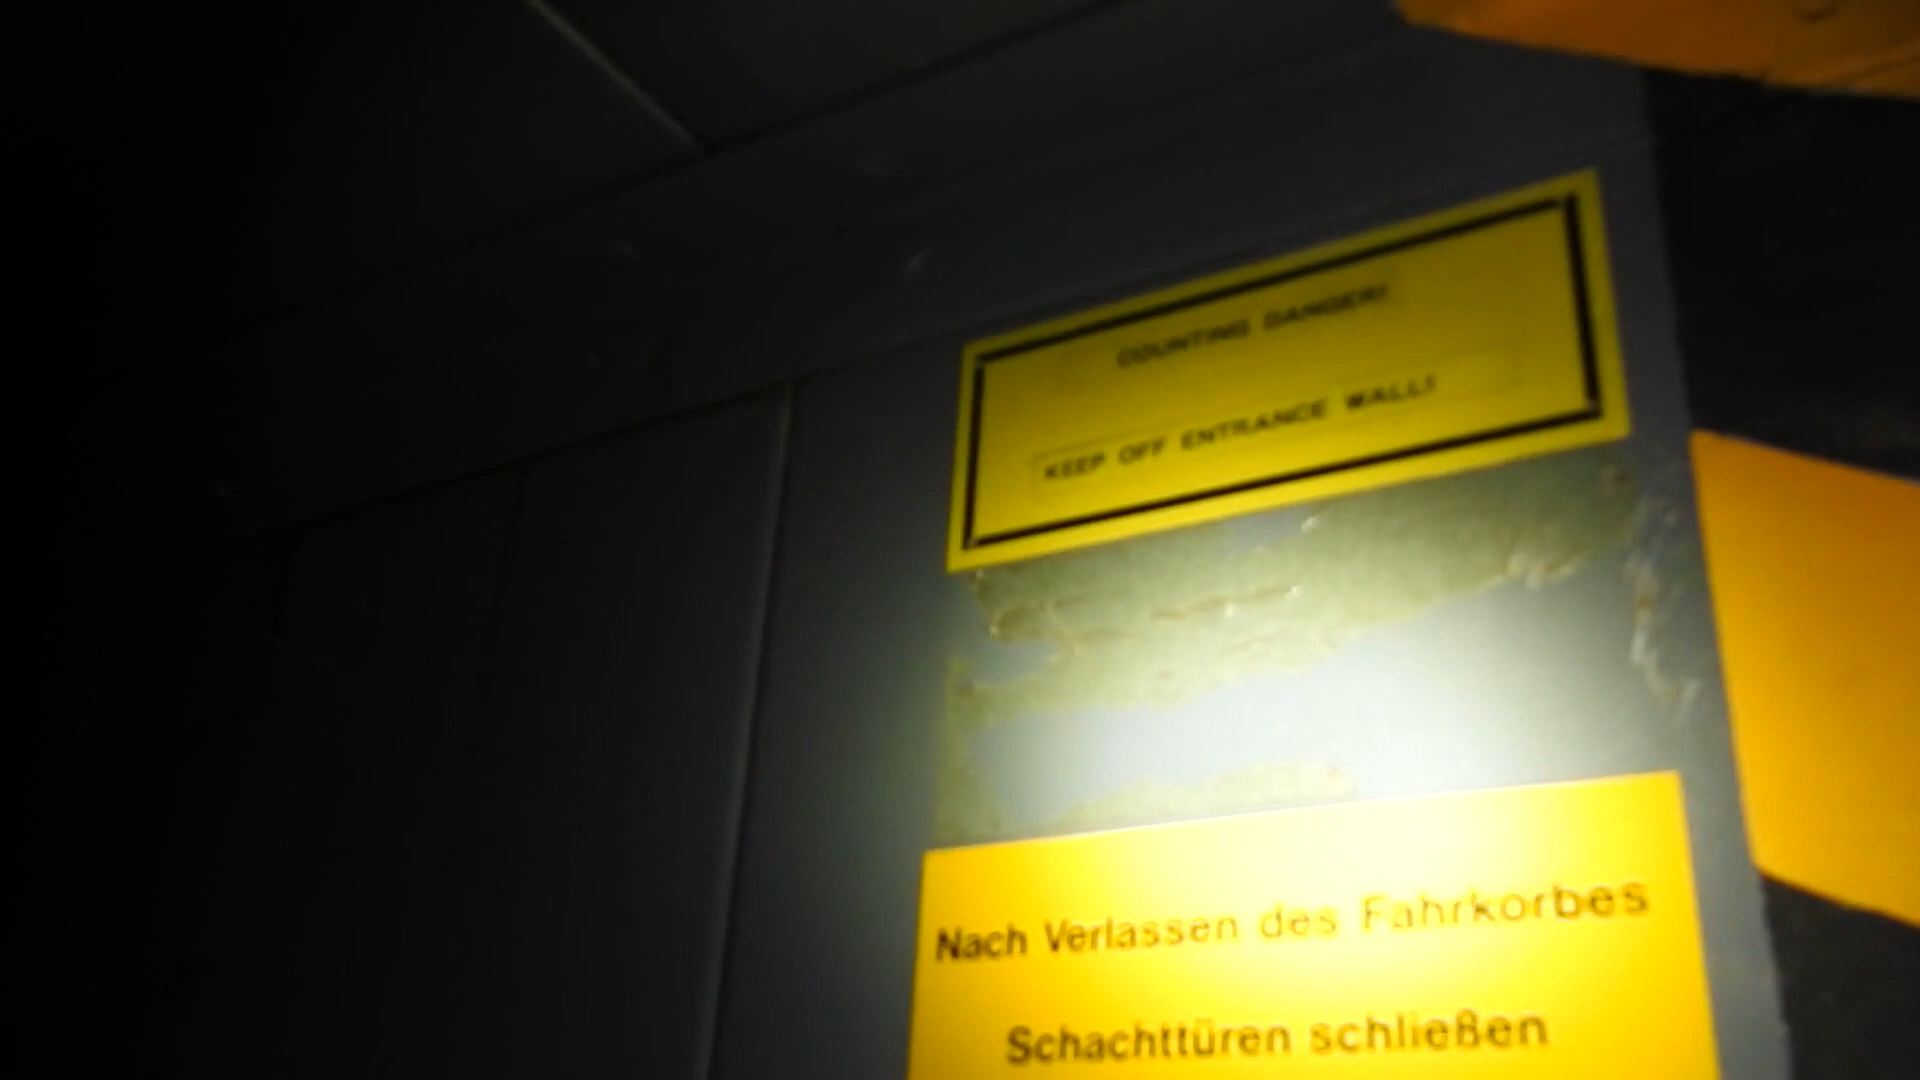 COUNTING DANGER!
KEEP OFF ENTRANCE WALL!
Nach Verlassen des Fahrkorbes
Schachttüren schließen